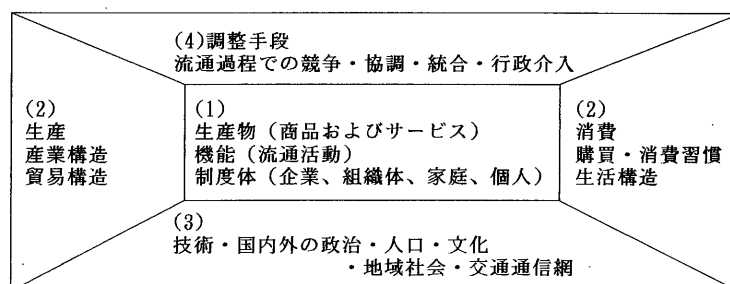 (4)調整手段
流通過程での競争・協調・統合・行政介入
(2)
生産
産業構造
貿易構造
(1)
生産物（商品およびサービス）
機能（流通活動）
制度体（企業、組織体、家庭、個人）
(2)
消費
購買・消費習慣
生活構造
(3)
技術・国内外の政治・人口・文化
・地域社会・交通通信網